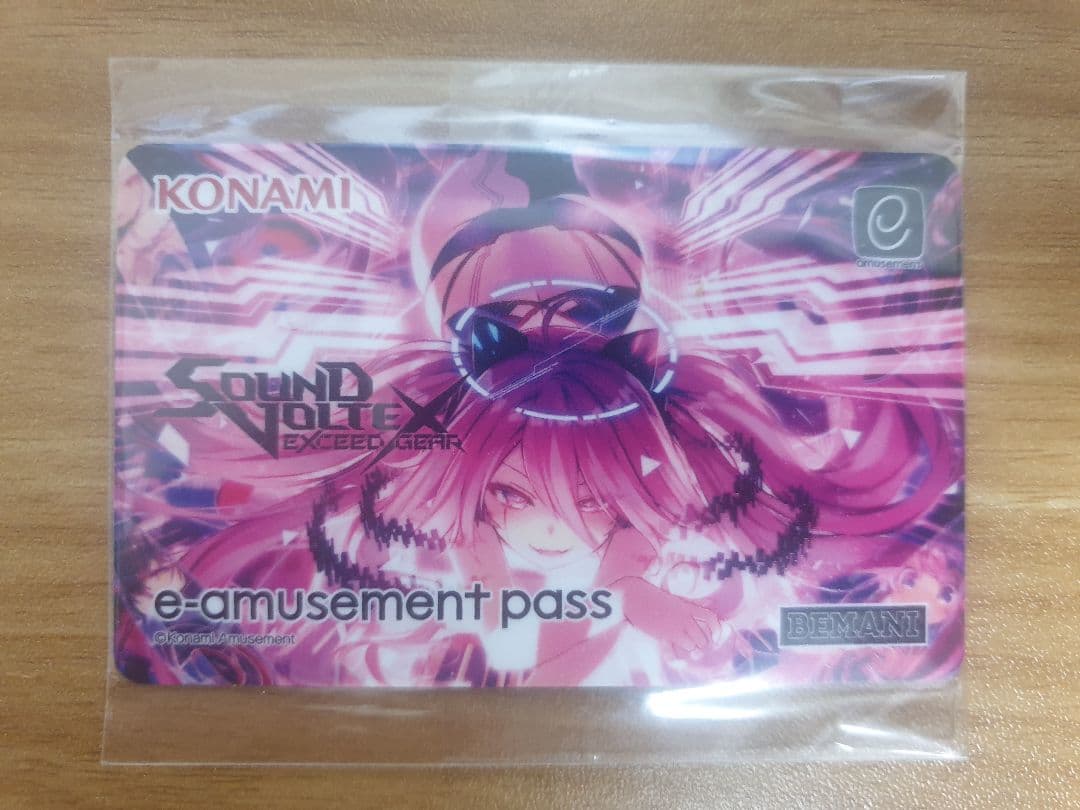 KONAMI
e
amusement
SOUND
VOLTEX
EXCEED GEAR
e-amusement pass
©Konami Amusement
BEMANI